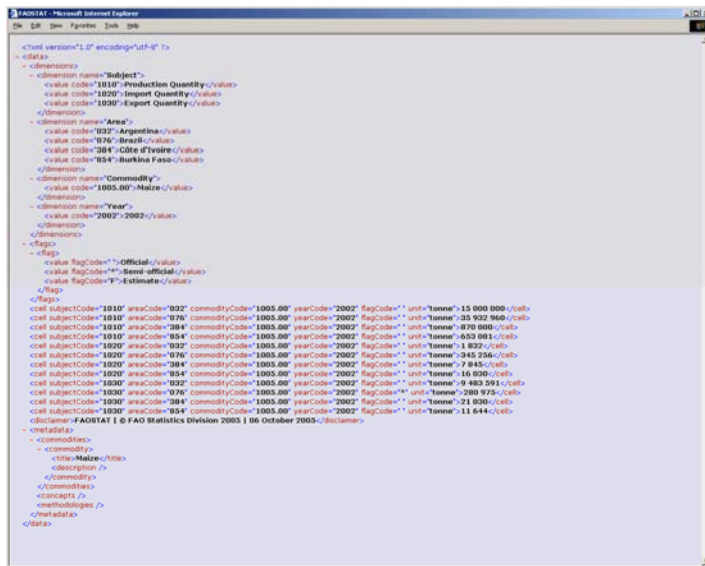 FAOSTAT - Microsoft Internet Explorer
File Edit View Favorites Tools Help
<?xml version="1.0" encoding="utf-8" ?>
- <data>
- <dimensions>
- <dimension name="Subject">
<value code="1010">Production Quantity</value>
<value code="1020">Import Quantity</value>
<value code="1030">Export Quantity</value>
</dimension>
- <dimension name="Area">
<value code="032">Argentina</value>
<value code="076">Brazil</value>
<value code="384">Côte d'Ivoire</value>
<value code="854">Burkina Faso</value>
</dimension>
- <dimension name="Commodity">
<value code="1005.00">Maize</value>
</dimension>
- <dimension name="Year">
<value code="2002">2002</value>
</dimension>
</dimensions>
- <flags>
- <flag>
<value flagCode=" ">Official</value>
<value flagCode="*">Semi-official</value>
<value flagCode="F">Estimate</value>
</flag>
</flags>
<cell subjectCode="1010" areaCode="032" commodityCode="1005.00" yearCode="2002" flagCode=" " unit="tonne">15 000 000</cell>
<cell subjectCode="1010" areaCode="076" commodityCode="1005.00" yearCode="2002" flagCode=" " unit="tonne">35 932 960</cell>
<cell subjectCode="1010" areaCode="384" commodityCode="1005.00" yearCode="2002" flagCode=" " unit="tonne">870 000</cell>
<cell subjectCode="1010" areaCode="854" commodityCode="1005.00" yearCode="2002" flagCode=" " unit="tonne">653 081</cell>
<cell subjectCode="1020" areaCode="032" commodityCode="1005.00" yearCode="2002" flagCode=" " unit="tonne">1 832</cell>
<cell subjectCode="1020" areaCode="076" commodityCode="1005.00" yearCode="2002" flagCode=" " unit="tonne">345 256</cell>
<cell subjectCode="1020" areaCode="384" commodityCode="1005.00" yearCode="2002" flagCode=" " unit="tonne">7 845</cell>
<cell subjectCode="1020" areaCode="854" commodityCode="1005.00" yearCode="2002" flagCode=" " unit="tonne">16 030</cell>
<cell subjectCode="1030" areaCode="032" commodityCode="1005.00" yearCode="2002" flagCode=" " unit="tonne">9 483 591</cell>
<cell subjectCode="1030" areaCode="076" commodityCode="1005.00" yearCode="2002" flagCode="*" unit="tonne">280 975</cell>
<cell subjectCode="1030" areaCode="384" commodityCode="1005.00" yearCode="2002" flagCode=" " unit="tonne">21 030</cell>
<cell subjectCode="1030" areaCode="854" commodityCode="1005.00" yearCode="2002" flagCode=" " unit="tonne">11 644</cell>
<disclaimer>FAOSTAT | © FAO Statistics Division 2005 | 06 October 2005</disclaimer>
- <metadata>
- <commodities>
- <commodity>
<title>Maize</title>
<description />
</commodity>
</commodities>
<concepts />
<methodologies />
</metadata>
</data>